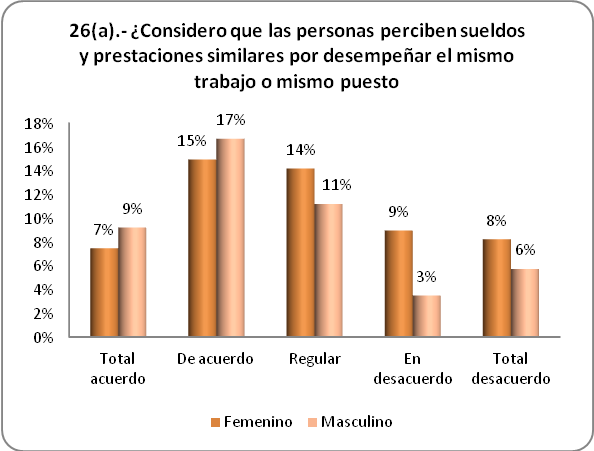 26(a).- ¿Considero que las personas perciben sueldos
y prestaciones similares por desempeñar el mismo
trabajo o mismo puesto
18%
16%
14%
12%
10%
8%
6%
4%
2%
0%
7%
9%
15%
17%
14%
11%
9%
3%
8%
6%
Total
acuerdo
De acuerdo
Regular
En
desacuerdo
Total
desacuerdo
Femenino
Masculino